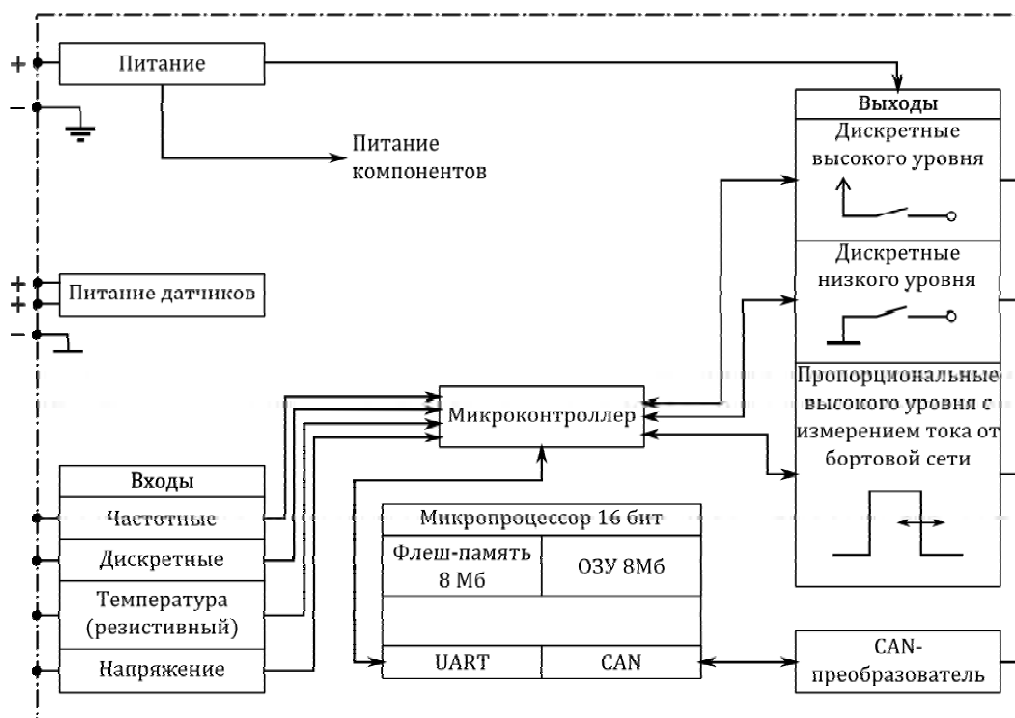 +
Питание
−
Питание
компонентов
+
+
Питание датчиков
−
Выходы
Дискретные
высокого уровня
Дискретные
низкого уровня
Пропорциональные
высокого уровня с
измерением тока от
бортовой сети
Микроконтроллер
Входы
Частотные
Дискретные
Температура
(резистивный)
Напряжение
Микропроцессор 16 бит
Флеш-память
8 Мб
ОЗУ 8Мб
UART
CAN
CAN-
преобразователь